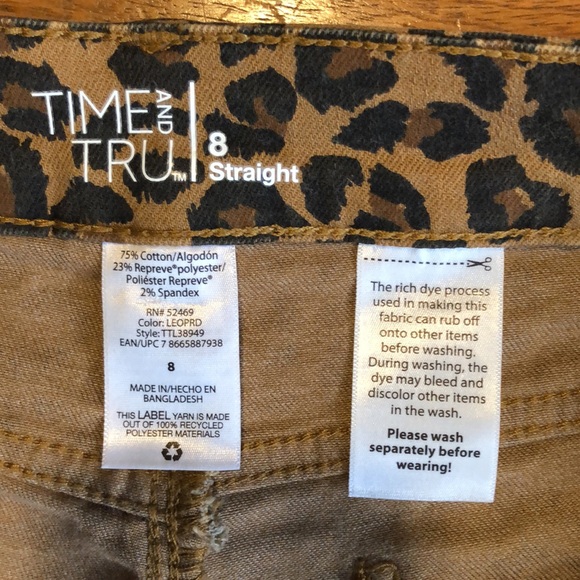 TIME AND
TRU™
8
Straight
75% Cotton/Algodón
23% Repreve®polyester/
Poliéster Repreve®
2% Spandex
RN# 52469
Color: LEOPRD
Style: TTL38949
EAN/UPC 7 8665887938
8
MADE IN/HECHO EN
BANGLADESH
THIS LABEL YARN IS MADE
OUT OF 100% RECYCLED
POLYESTER MATERIALS
The rich dye process
used in making this
fabric can rub off
onto other items
before washing.
During washing, the
dye may bleed and
discolor other items
in the wash.
Please wash
separately before
wearing!